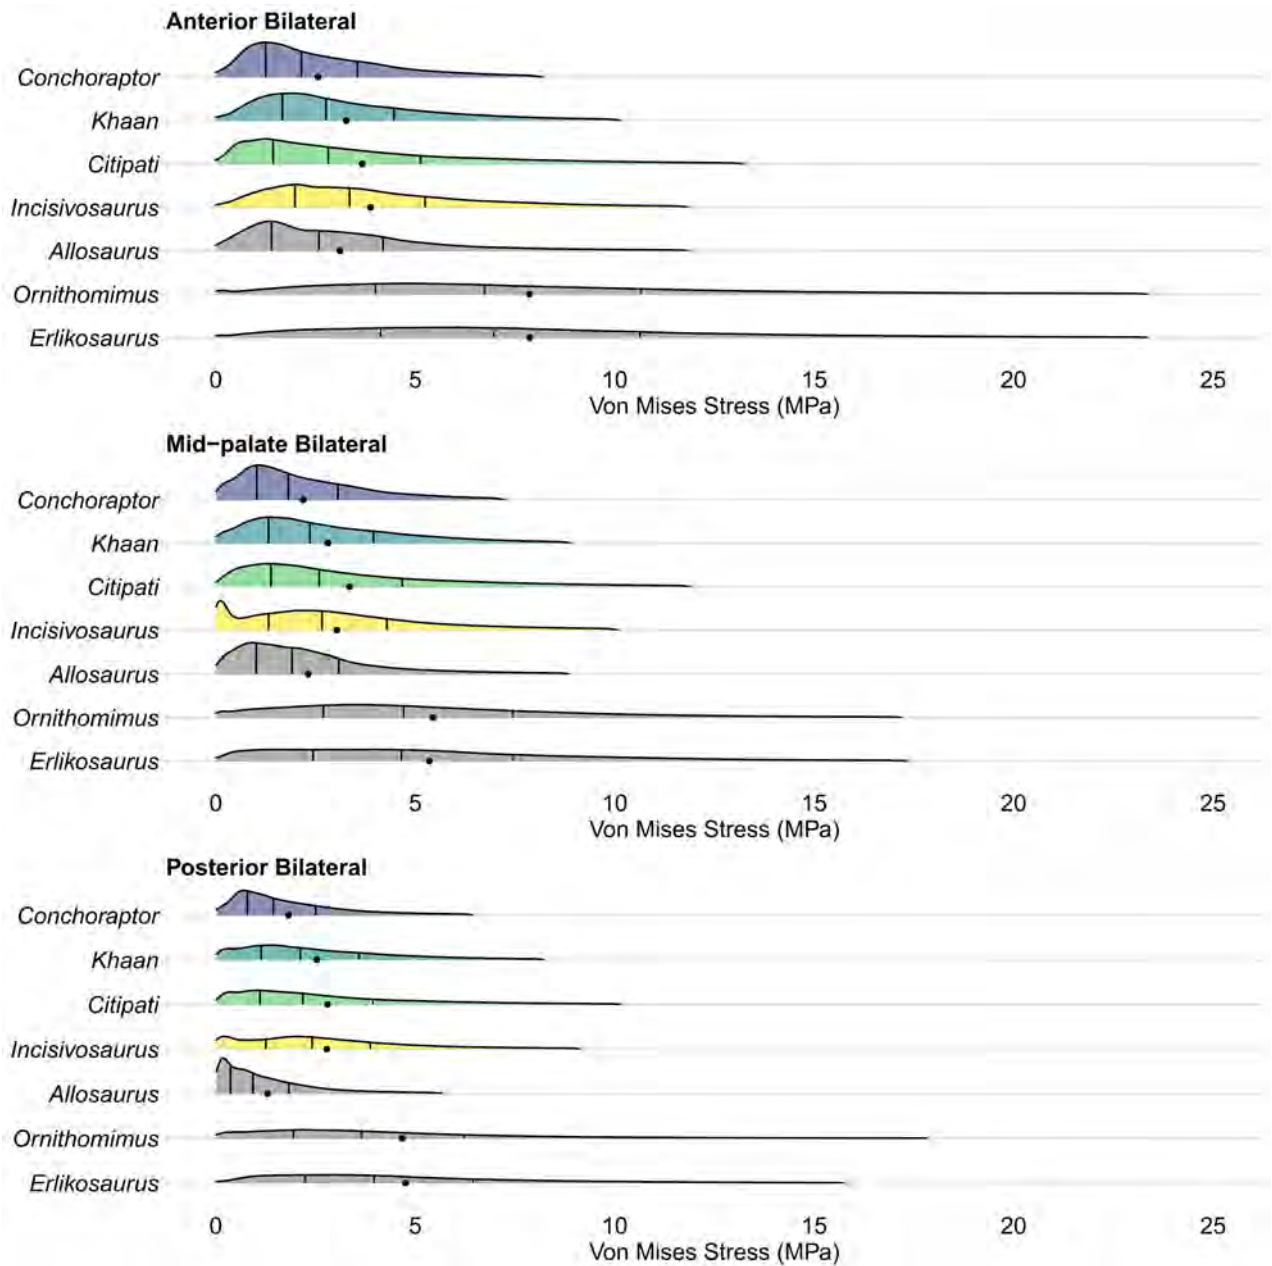 Anterior Bilateral
Conchoraptor
Khaan
Citipati
Incisivosaurus
Allosaurus
Ornithomimus
Erlikosaurus
0 5 10 15 20 25
Von Mises Stress (MPa)
Mid−palate Bilateral
Conchoraptor
Khaan
Citipati
Incisivosaurus
Allosaurus
Ornithomimus
Erlikosaurus
0 5 10 15 20 25
Von Mises Stress (MPa)
Posterior Bilateral
Conchoraptor
Khaan
Citipati
Incisivosaurus
Allosaurus
Ornithomimus
Erlikosaurus
0 5 10 15 20 25
Von Mises Stress (MPa)